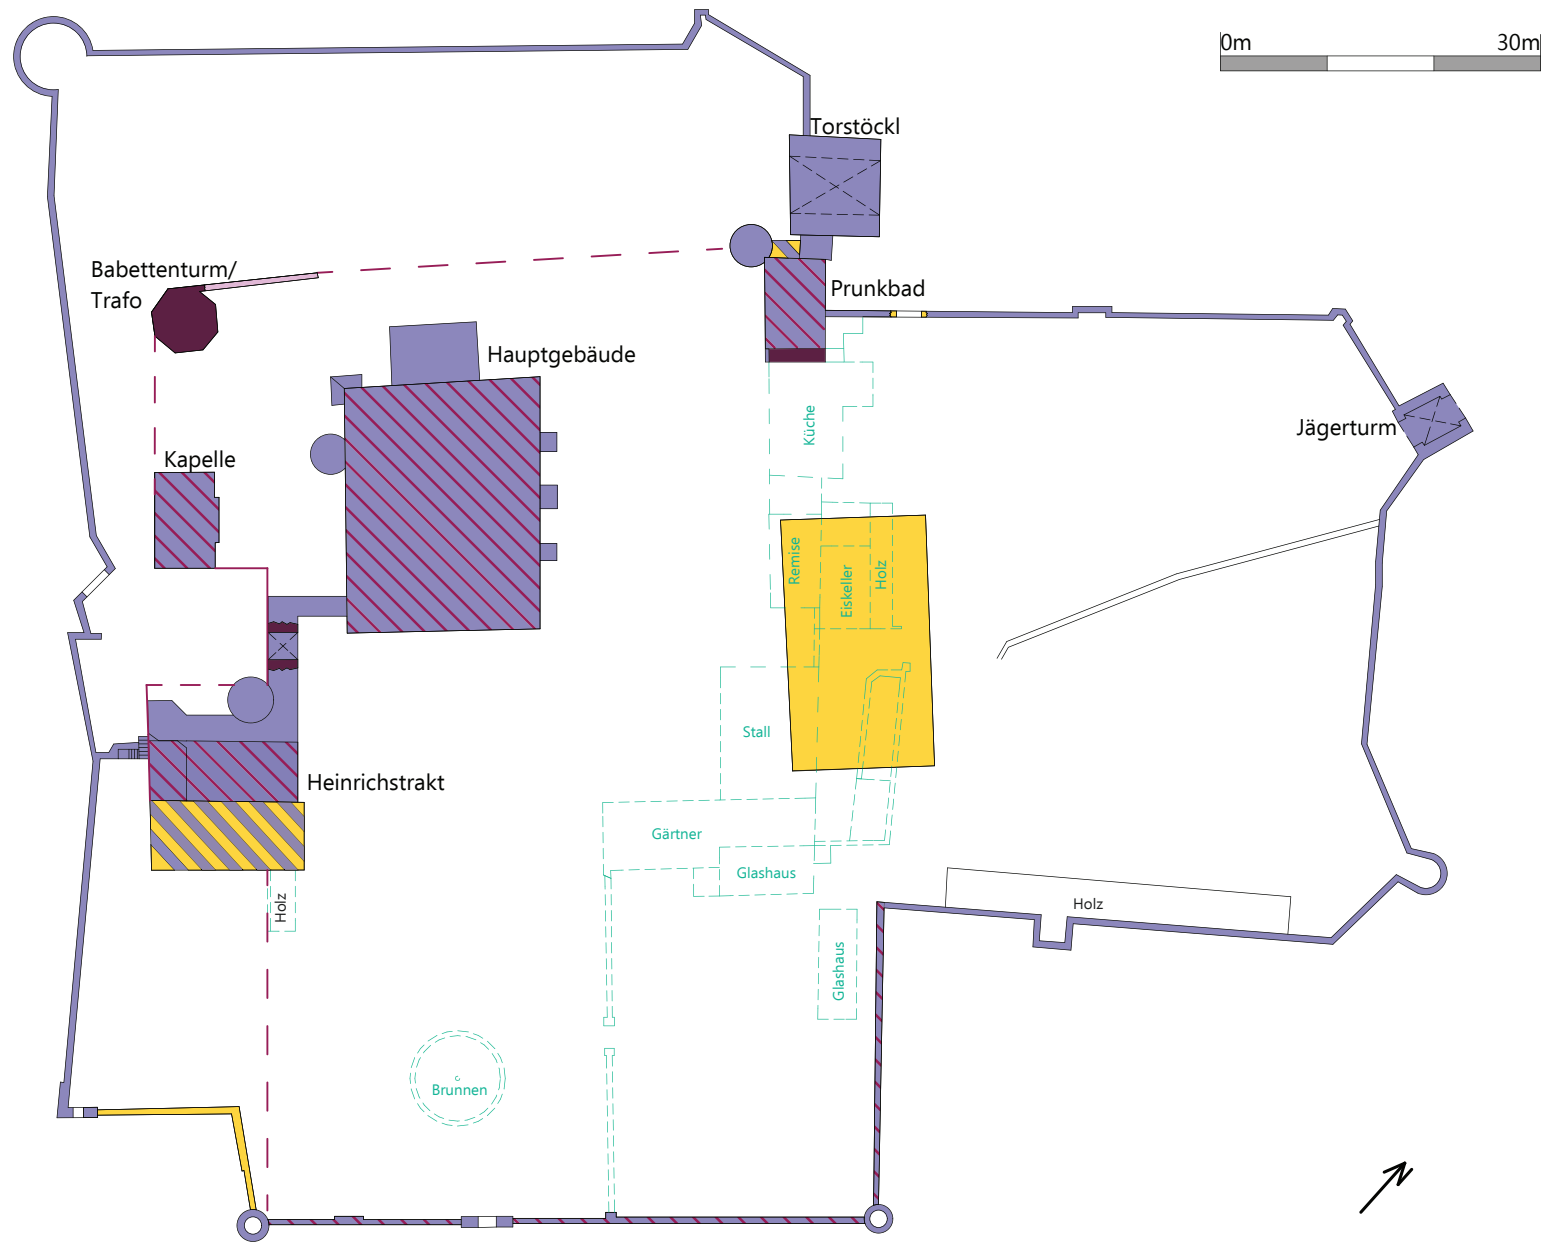 0m 30m
Torstöckl
Babettenturm/
Trafo
Prunkbad
Hauptgebäude
Küche
Jägerturm
Kapelle
Remise
Eiskeller
Holz
Stall
Heinrichstrakt
Gärtner
Glashaus
Holz
Holz
Glashaus
Brunnen
N